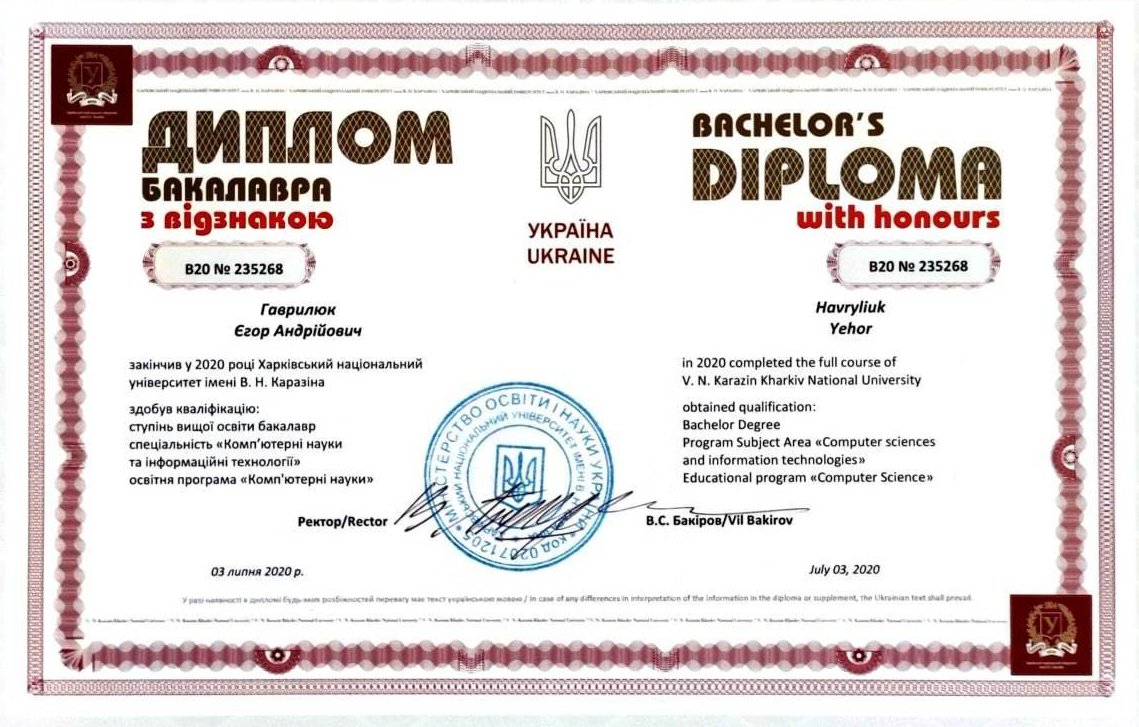 ДИПЛОМ
БАКАЛАВРА
з відзнакою
В20 № 235268
Гаврилюк
Єгор Андрійович
закінчив у 2020 році Харківський національний
університет імені В. Н. Каразіна
здобув кваліфікацію:
ступінь вищої освіти бакалавр
спеціальність «Комп’ютерні науки
та інформаційні технології»
освітня програма «Комп'ютерні науки»
УКРАЇНА
UKRAINE
BACHELOR’S
DIPLOMA
with honours
B20 № 235268
Havryliuk
Yehor
in 2020 completed the full course of
V. N. Karazin Kharkiv National University
obtained qualification:
Bachelor Degree
Program Subject Area «Computer sciences
and information technologies»
Educational program «Computer Science»
МІНІСТЕРСТВО ОСВІТИ І НАУКИ УКРАЇНИ
КОД 02071205
НАЦІОНАЛЬНИЙ УНІВЕРСИТЕТ ІМЕНІ В.
Ректор/Rector
В.С. Бакіров/Vil Bakirov
03 липня 2020 р.
July 03, 2020
У разі наявності в дипломі будь-яких розбіжностей перевагу має текст українською мовою / In case of any differences in interpretation of the information in the diploma or supplement, the Ukrainian text shall prevail.